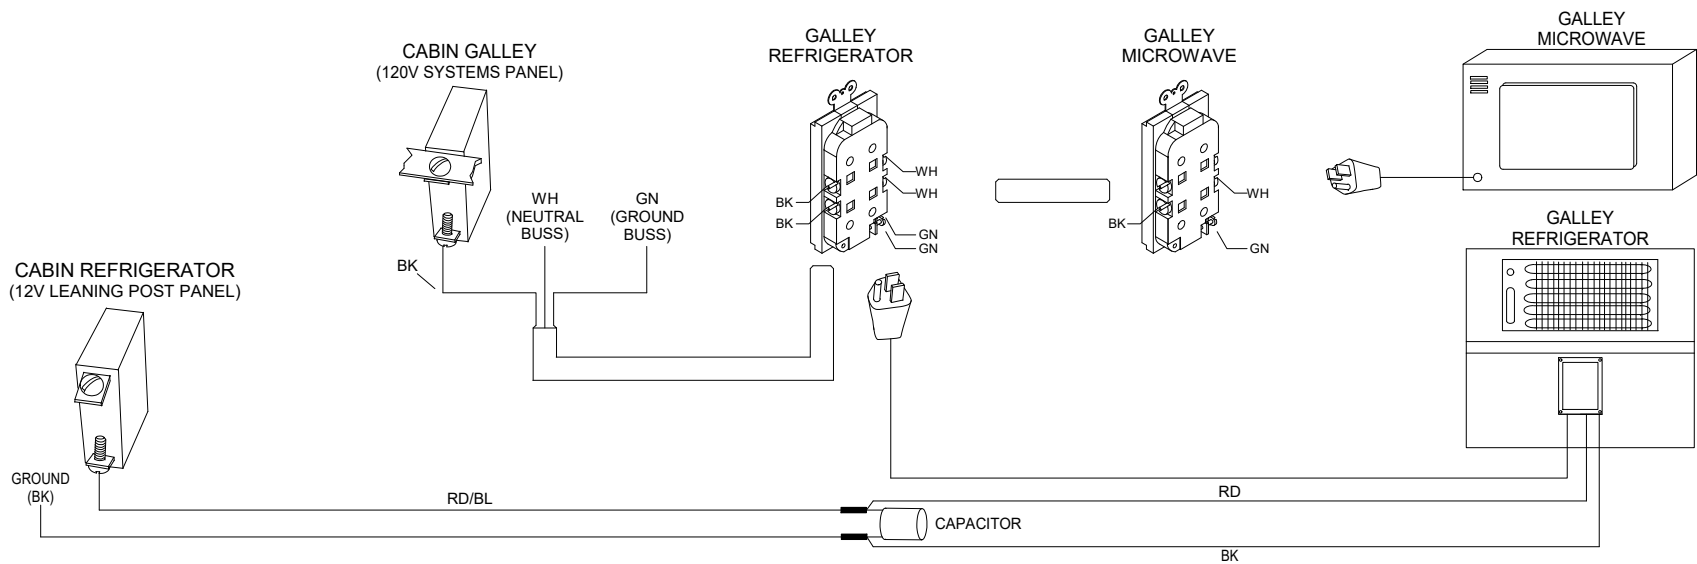 GALLEY
MICROWAVE
GALLEY
REFRIGERATOR
GALLEY
MICROWAVE
CABIN GALLEY
(120V SYSTEMS PANEL)
WH
WH
BK
BK
GN
GN
WH
BK
GN
WH
(NEUTRAL
BUSS)
GN
(GROUND
BUSS)
BK
GALLEY
REFRIGERATOR
CABIN REFRIGERATOR
(12V LEANING POST PANEL)
GROUND
(BK)
RD/BL
RD
CAPACITOR
BK